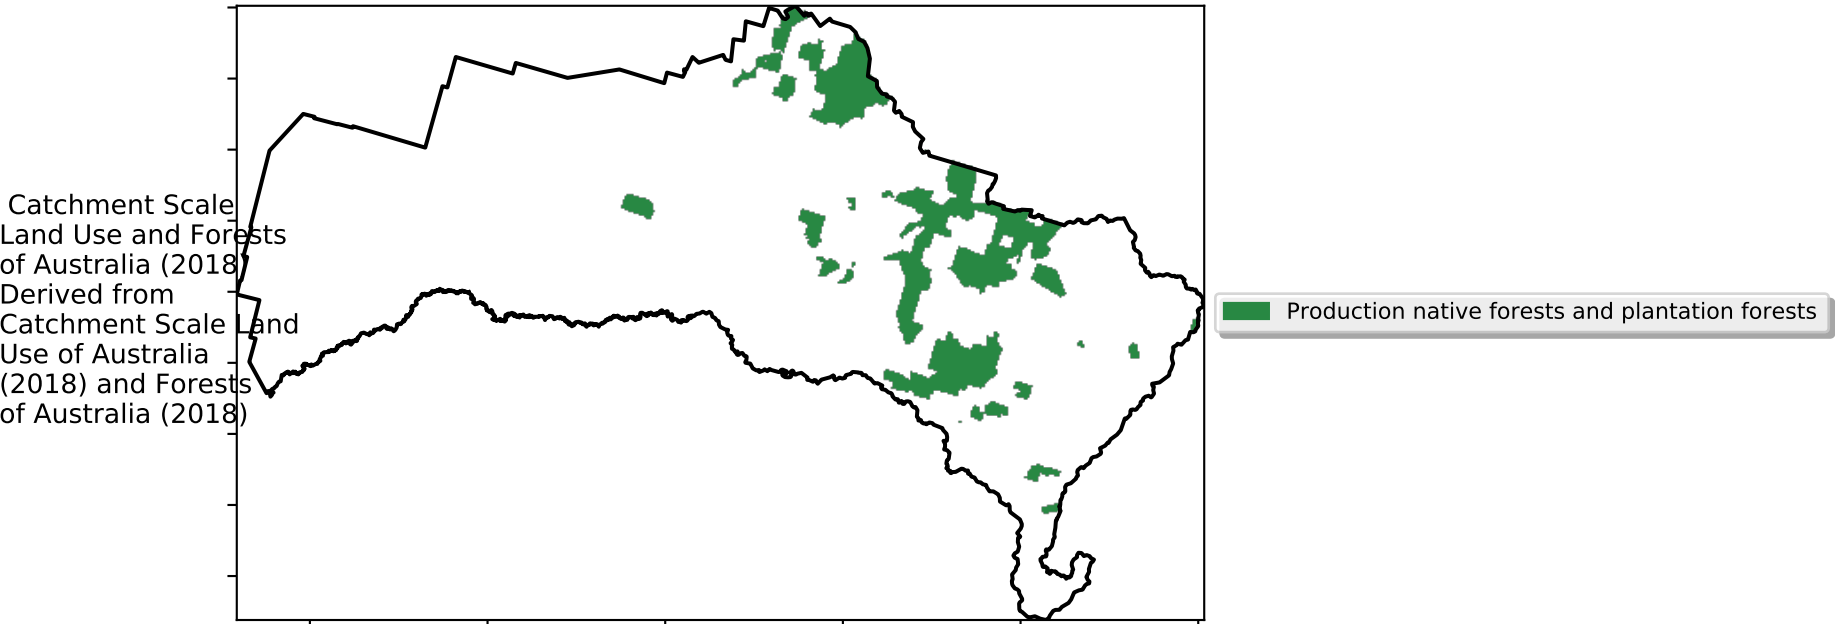 Catchment Scale
Land Use and Forests
of Australia (2018)
Derived from
Catchment Scale Land
Use of Australia
(2018) and Forests
of Australia (2018)
Production native forests and plantation forests